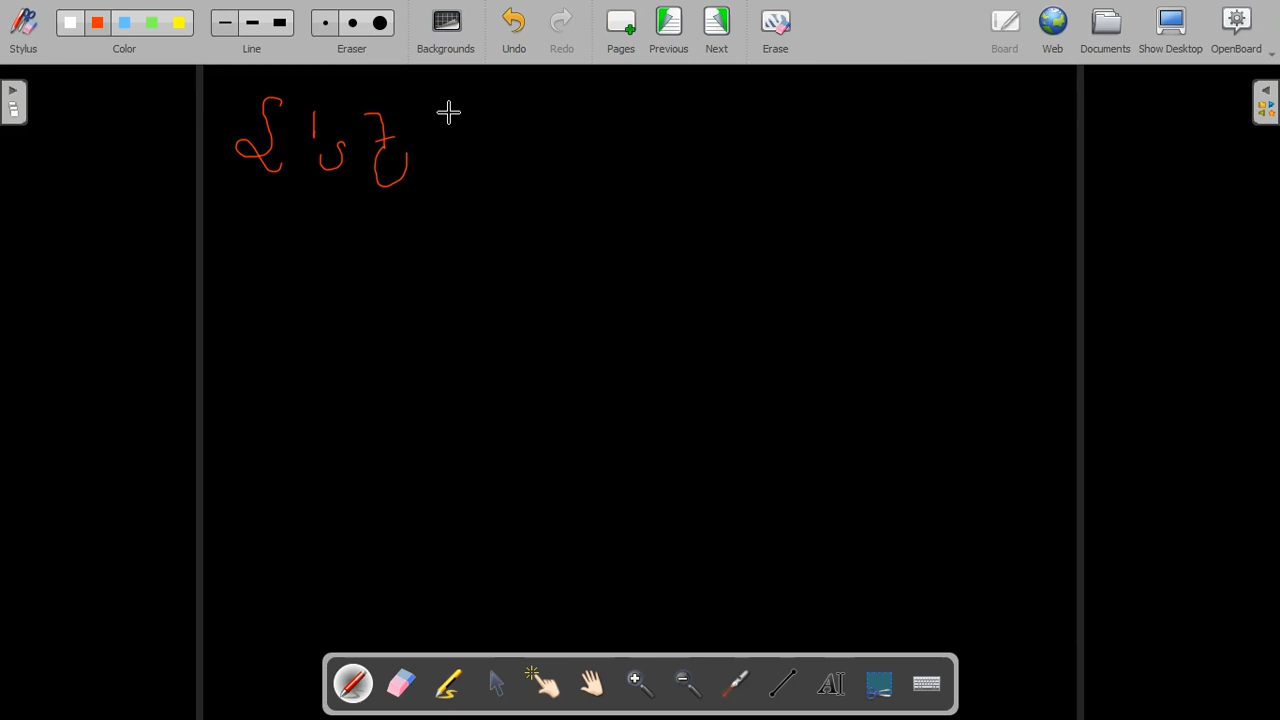 Stylus
Color
Line
Eraser
Backgrounds
Undo
Redo
Pages
Previous
Next
Erase
Board
Web
Documents
Show Desktop
OpenBoard